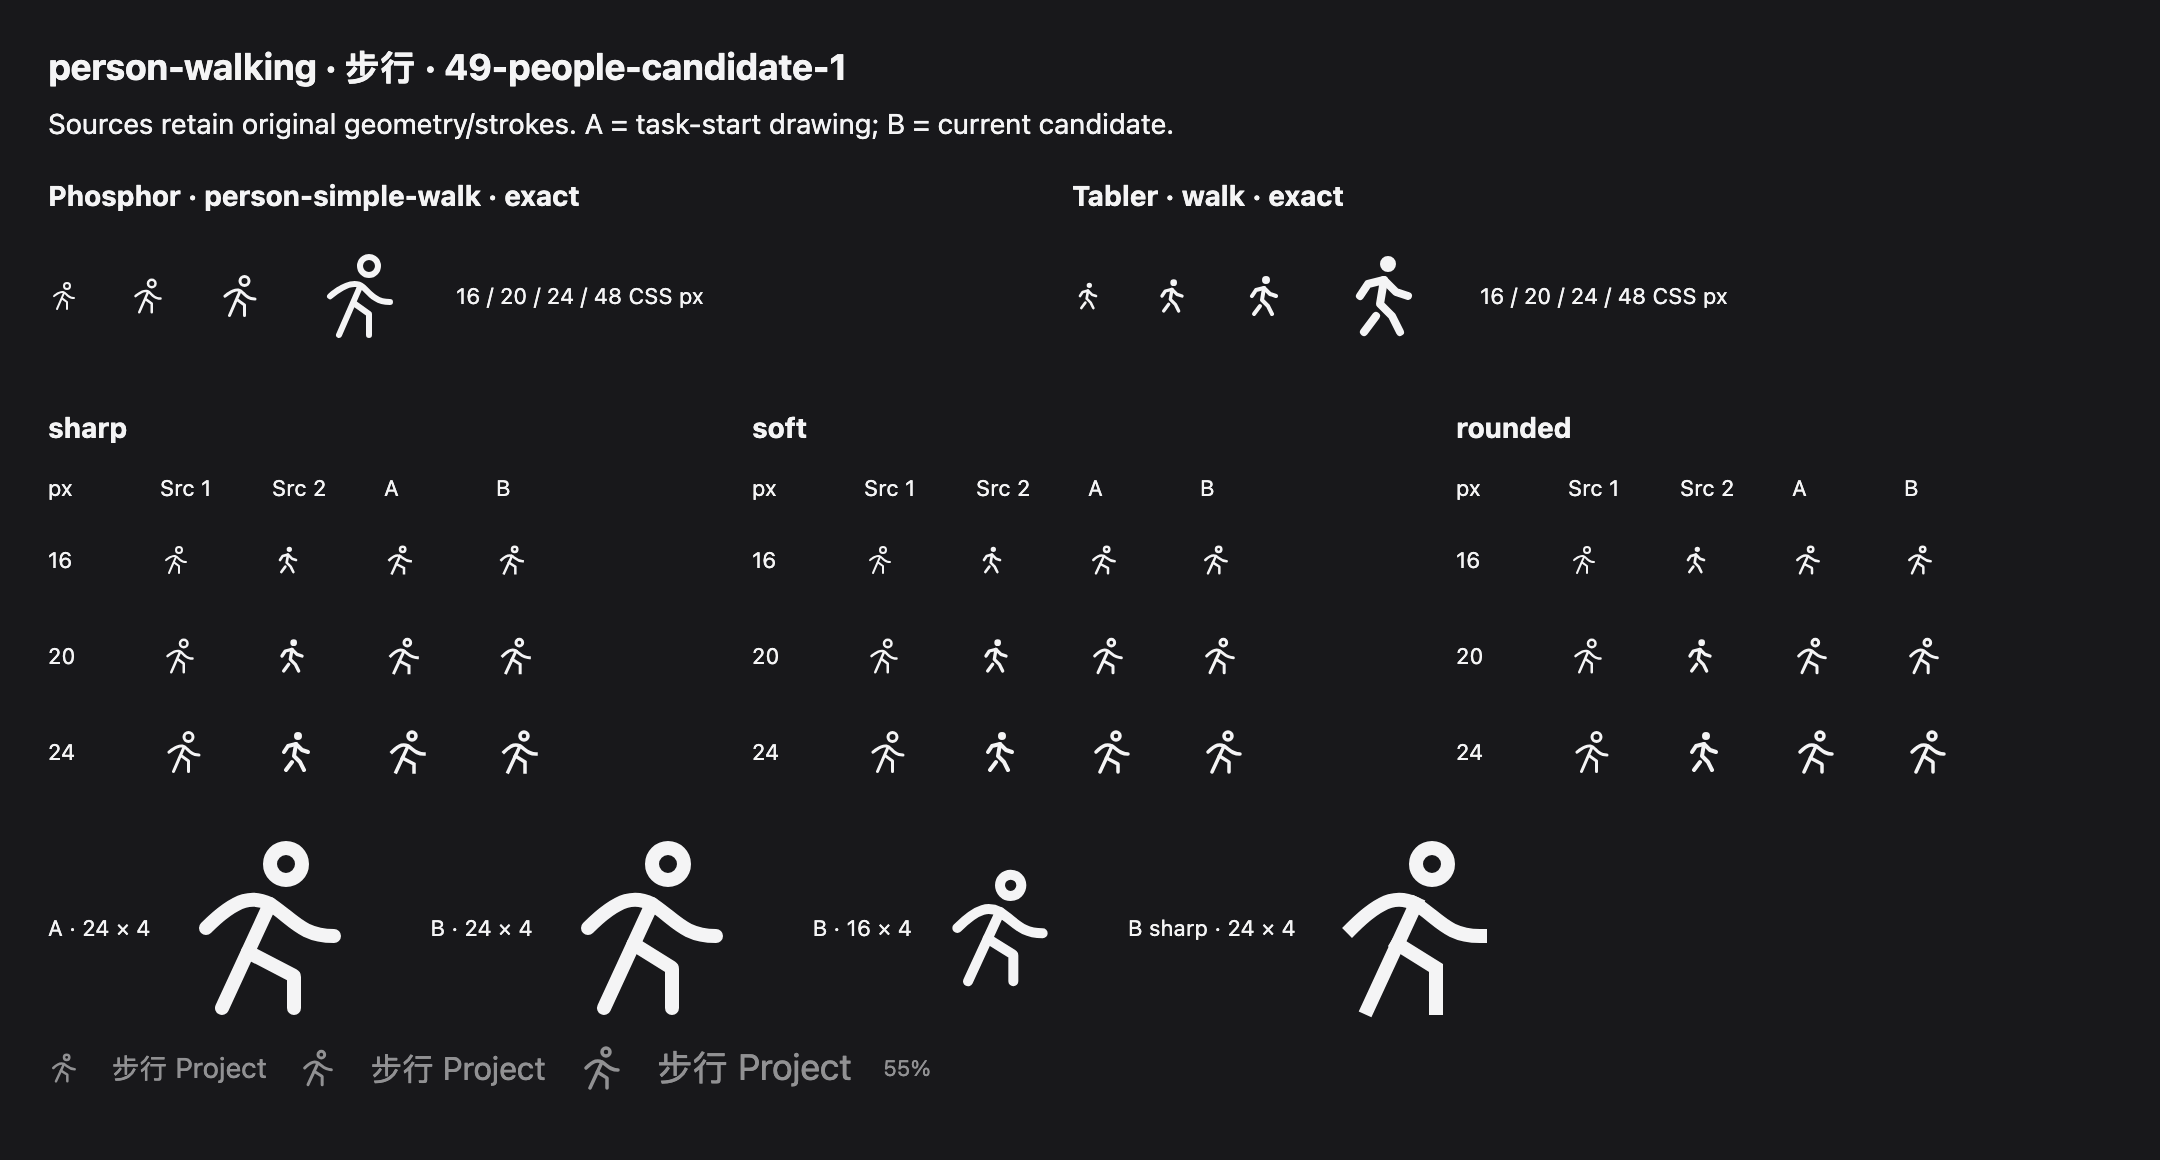 person-walking · 步行 · 49-people-candidate-1
Sources retain original geometry/strokes. A = task-start drawing; B = current candidate.
Phosphor · person-simple-walk · exact
Tabler · walk · exact
16 / 20 / 24 / 48 CSS px
16 / 20 / 24 / 48 CSS px
sharp
soft
rounded
px Src 1 Src 2 A B
px Src 1 Src 2 A B
px Src 1 Src 2 A B
16
16
16
20
20
20
24
24
24
A · 24 × 4
B · 24 × 4
B · 16 × 4
B sharp · 24 × 4
步行 Project
步行 Project
步行 Project
55%